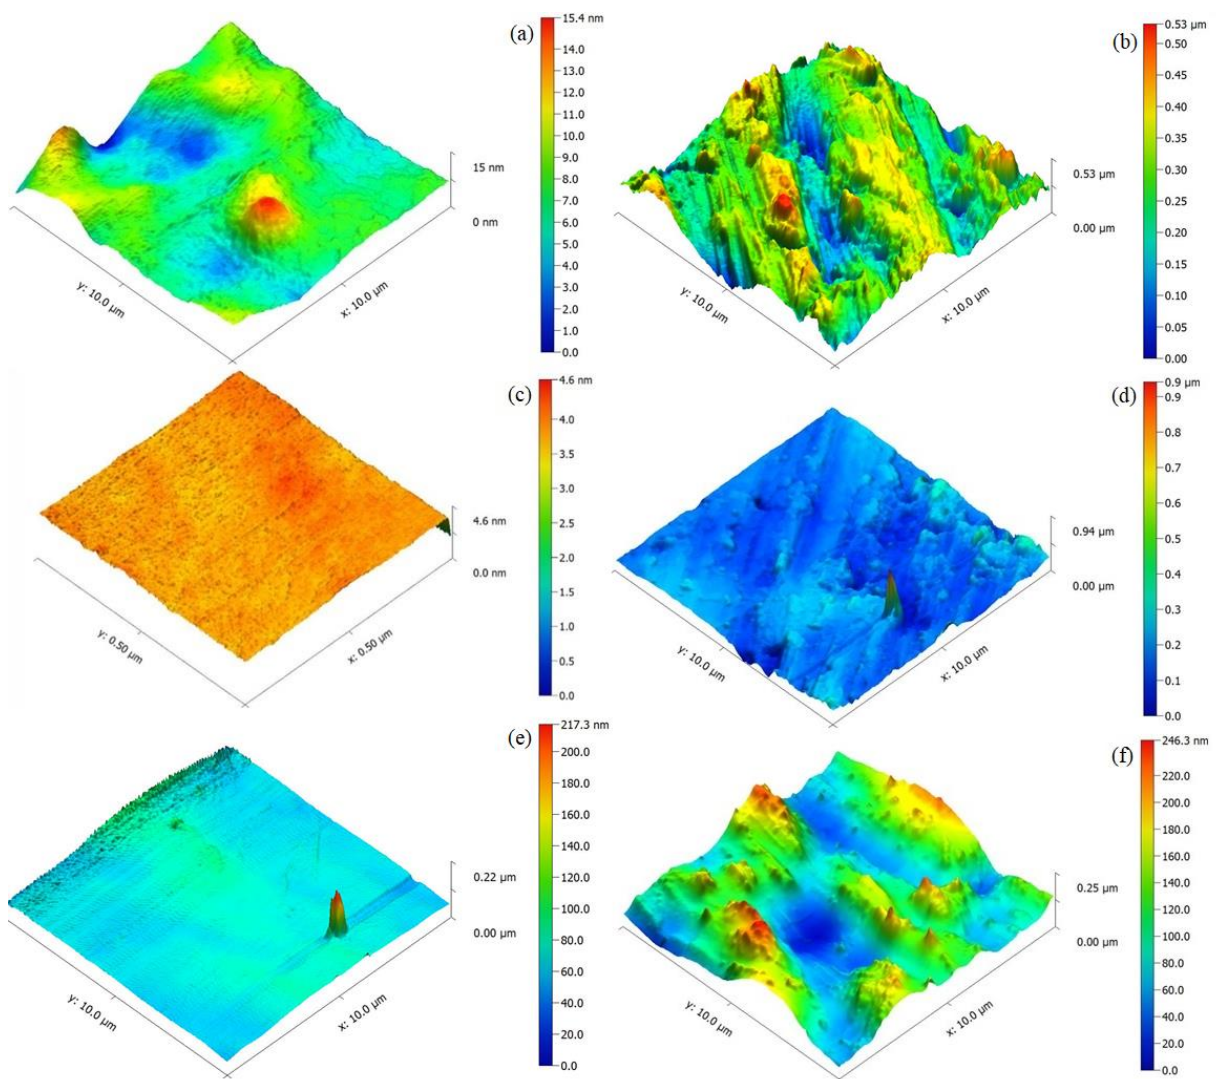 (a)
15.4 nm
14.0
13.0
12.0
11.0
10.0
9.0
8.0
7.0
6.0
5.0
4.0
3.0
2.0
1.0
0.0
15 nm
0 nm
y: 10.0 µm
x: 10.0 µm
(b)
0.53 µm
0.50
0.45
0.40
0.35
0.30
0.25
0.20
0.15
0.10
0.05
0.00
0.53 µm
0.00 µm
y: 10.0 µm
x: 10.0 µm
(c)
4.6 nm
4.0
3.5
3.0
2.5
2.0
1.5
1.0
0.5
0.0
4.6 nm
0.0 nm
y: 0.50 µm
x: 0.50 µm
(d)
0.9 µm
0.9
0.8
0.7
0.6
0.5
0.4
0.3
0.2
0.1
0.0
0.94 µm
0.00 µm
y: 10.0 µm
x: 10.0 µm
(e)
217.3 nm
200.0
180.0
160.0
140.0
120.0
100.0
80.0
60.0
40.0
20.0
0.0
0.22 µm
0.00 µm
y: 10.0 µm
x: 10.0 µm
(f)
246.3 nm
220.0
200.0
180.0
160.0
140.0
120.0
100.0
80.0
60.0
40.0
20.0
0.0
0.25 µm
0.00 µm
y: 10.0 µm
x: 10.0 µm